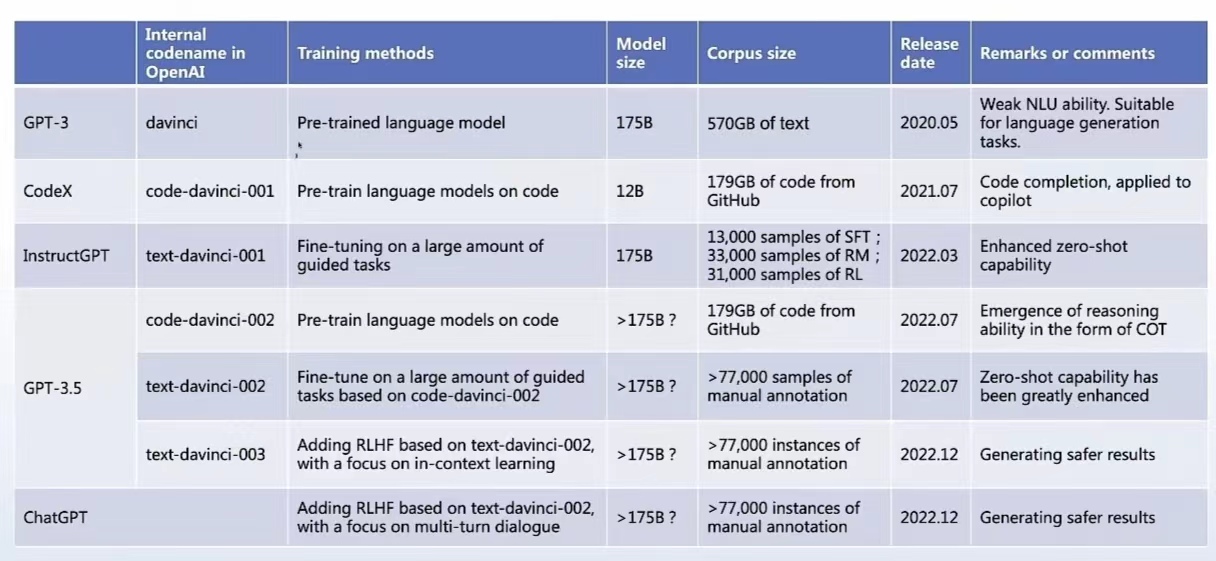 Internal
codename in
OpenAI
Training methods
Model
size
Corpus size
Release
date
Remarks or comments
GPT-3
davinci
Pre-trained language model
175B
570GB of text
2020.05
Weak NLU ability. Suitable
for language generation
tasks.
CodeX
code-davinci-001
Pre-train language models on code
12B
179GB of code from
GitHub
2021.07
Code completion, applied to
copilot
InstructGPT
text-davinci-001
Fine-tuning on a large amount of
guided tasks
175B
13,000 samples of SFT；
33,000 samples of RM；
31,000 samples of RL
2022.03
Enhanced zero-shot
capability
GPT-3.5
code-davinci-002
Pre-train language models on code
>175B ?
179GB of code from
GitHub
2022.07
Emergence of reasoning
ability in the form of COT
text-davinci-002
Fine-tune on a large amount of guided
tasks based on code-davinci-002
>175B ?
>77,000 samples of
manual annotation
2022.07
Zero-shot capability has
been greatly enhanced
text-davinci-003
Adding RLHF based on text-davinci-002,
with a focus on in-context learning
>175B ?
>77,000 instances of
manual annotation
2022.12
Generating safer results
ChatGPT
Adding RLHF based on text-davinci-002,
with a focus on multi-turn dialogue
>175B ?
>77,000 instances of
manual annotation
2022.12
Generating safer results